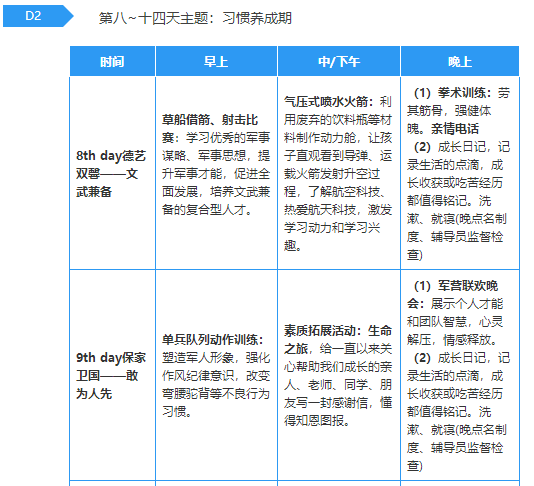 D2
第八~十四天主题：习惯养成期
时间
早上
中/下午
晚上
8th day德艺
双馨——文
武兼备
草船借箭、射击比
赛：学习优秀的军事
谋略、军事思想，提
升军事才能，促进全
面发展，培养文武兼
备的复合型人才。
气压式喷水火箭：利
用废弃的饮料瓶等材
料制作动力舱，让孩
子直观看到导弹、运
载火箭发射升空过
程，了解航空科技、
热爱航天科技，激发
学习动力和学习兴
趣。
（1）拳术训练：劳
其筋骨，强健体
魄。亲情电话
（2）成长日记，记
录生活的点滴，成
长收获或吃苦经历
都值得铭记。洗
漱、就寝(晚点名制
度、辅导员监督检
查)
9th day保家
卫国——敢
为人先
单兵队列动作训练：
塑造军人形象，强化
作风纪律意识，改变
弯腰驼背等不良行为
习惯。
素质拓展活动：生命
之旅，给一直以来关
心帮助我们成长的亲
人、老师、同学、朋
友写一封感谢信，懂
得知恩图报。
（1）军营联欢晚
会：展示个人才能
和团队智慧，心灵
解压，情感释放。
（2）成长日记，记
录生活的点滴，成
长收获或吃苦经历
都值得铭记。洗
漱、就寝(晚点名制
度、辅导员监督检
查)